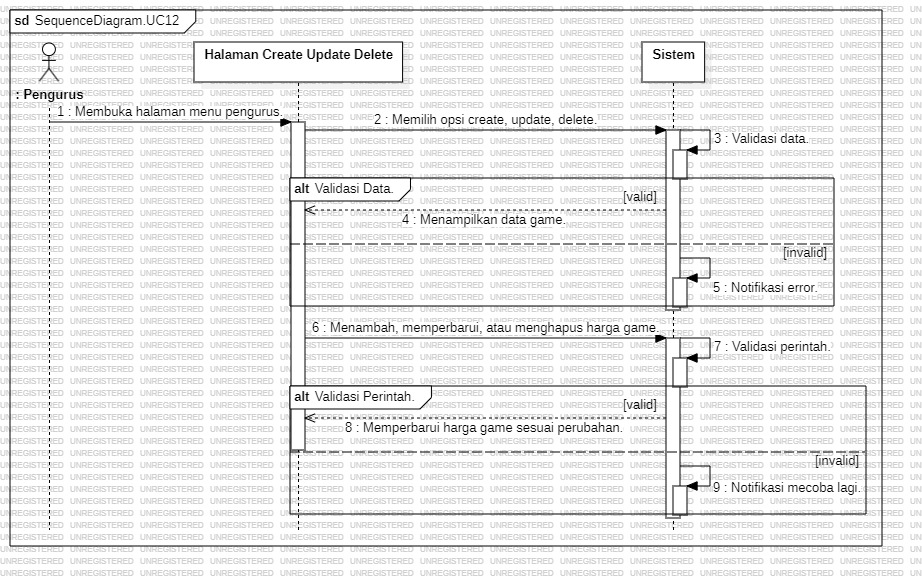 sd SequenceDiagram.UC12
Halaman Create Update Delete
Sistem
: Pengurus
1 : Membuka halaman menu pengurus.
2 : Memilih opsi create, update, delete.
3 : Validasi data.
alt Validasi Data.
[valid]
4 : Menampilkan data game.
[invalid]
5 : Notifikasi error.
6 : Menambah, memperbarui, atau menghapus harga game.
7 : Validasi perintah.
alt Validasi Perintah.
[valid]
8 : Memperbarui harga game sesuai perubahan.
[invalid]
9 : Notifikasi mecoba lagi.
UNREGISTERED